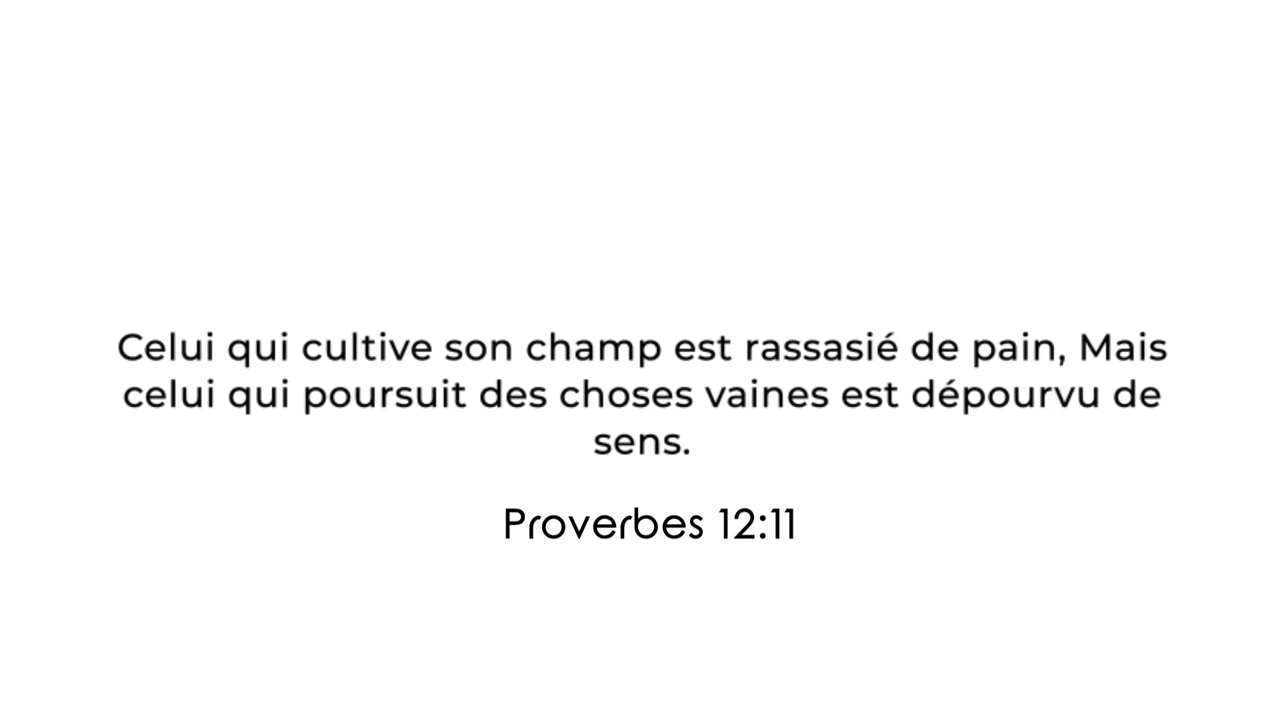 Celui qui cultive son champ est rassasié de pain, Mais
celui qui poursuit des choses vaines est dépourvu de
sens.
Proverbes 12:11